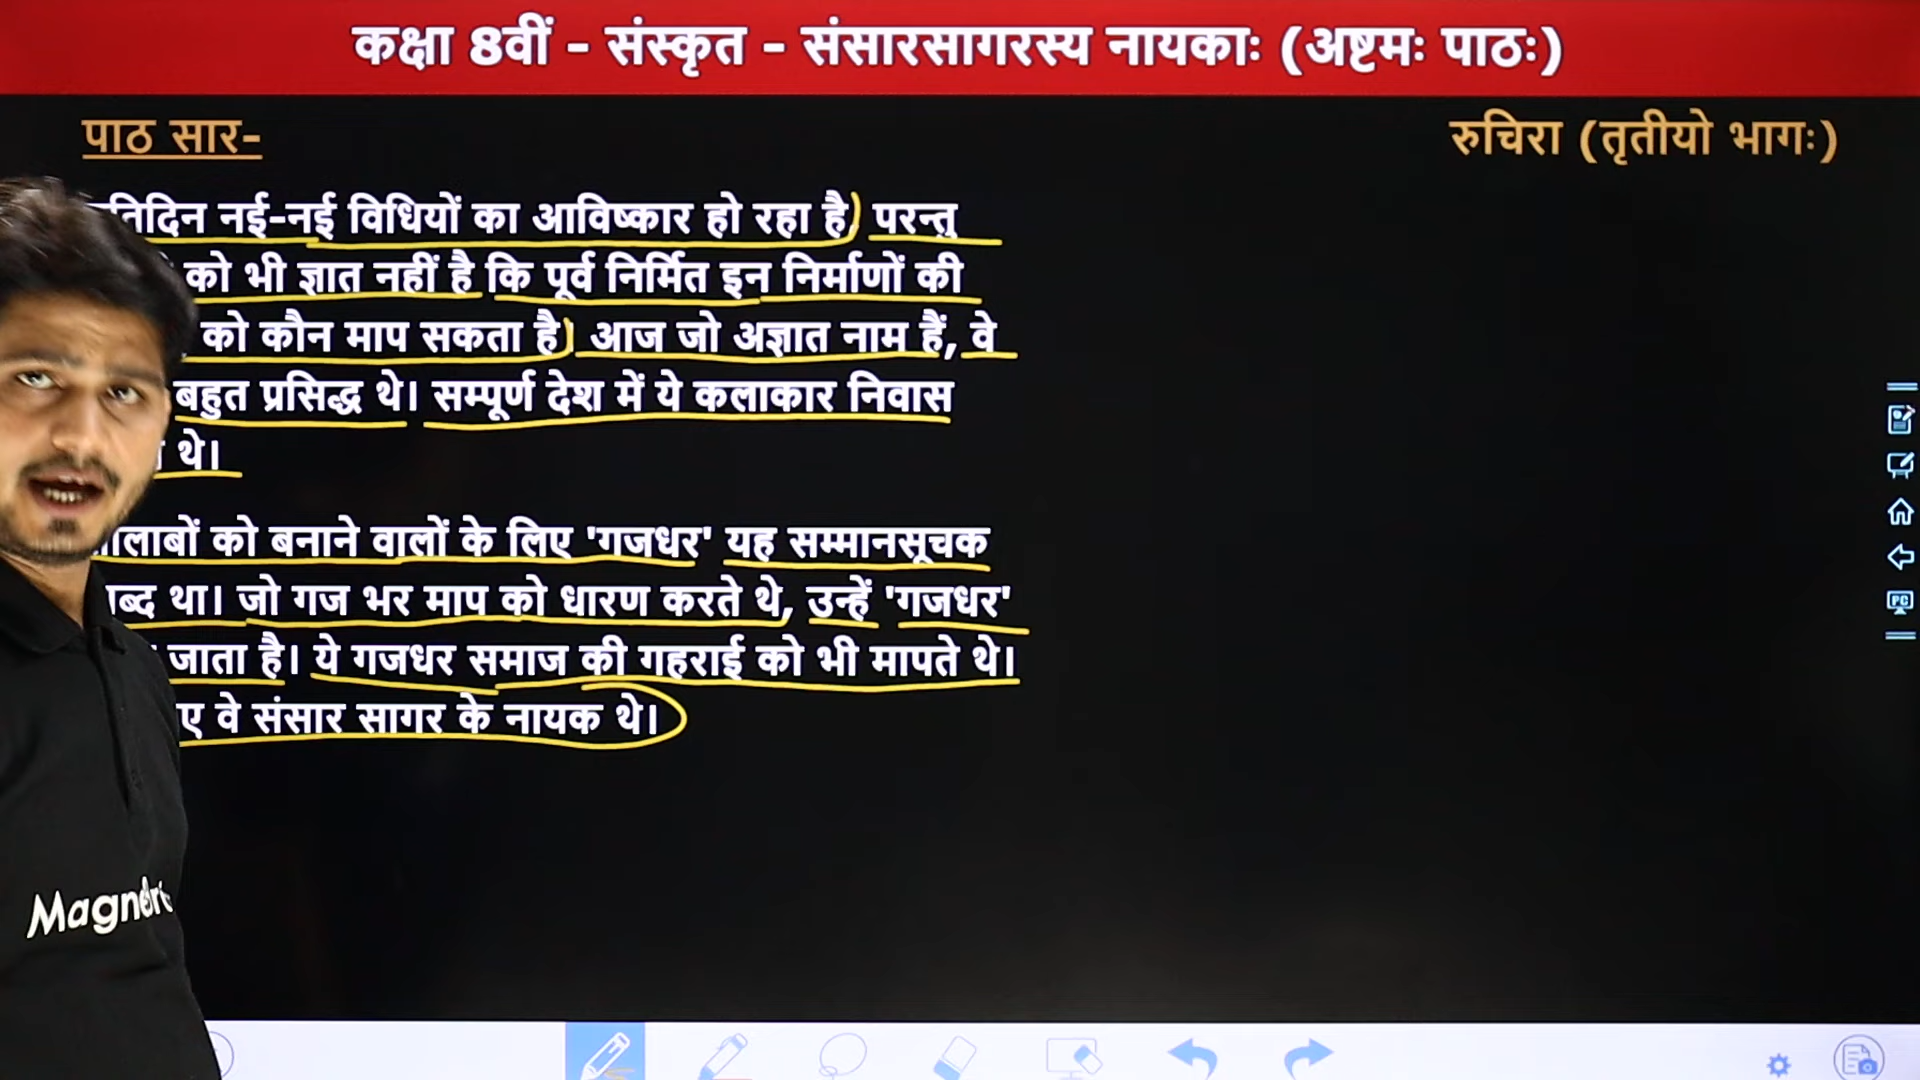 कक्षा 8वीं - संस्कृत - संसारसागरस्य नायकाः (अष्टमः पाठः)
पाठ सार-
रुचिरा (तृतीयो भागः)
नई-नई विधियों का आविष्कार हो रहा है, परन्तु
को भी ज्ञात नहीं है कि पूर्व निर्मित इन निर्माणों की
को कौन माप सकता है। आज जो अज्ञात नाम हैं, वे
बहुत प्रसिद्ध थे। सम्पूर्ण देश में ये कलाकार निवास
थे।
को बनाने वालों के लिए 'गजधर' यह सम्मानसूचक
था। जो गज भर माप को धारण करते थे, उन्हें 'गजधर'
जाता है। ये गजधर समाज की गहराई को भी मापते थे।
वे संसार सागर के नायक थे।
PC